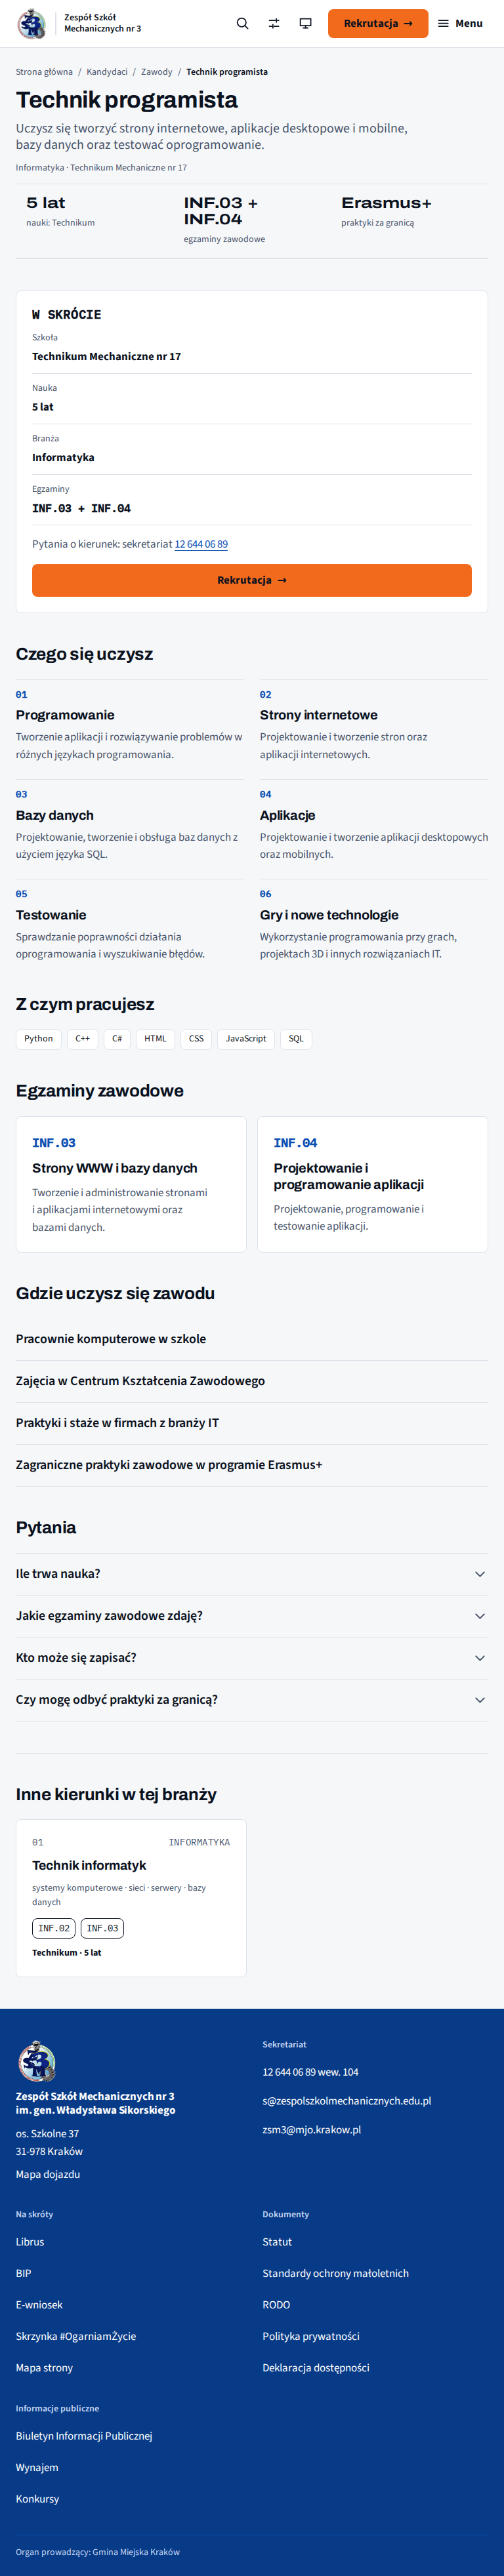 Zespół Szkół
Mechanicznych nr 3
Rekrutacja →
Menu
Strona główna / Kandydaci / Zawody / Technik programista
Technik programista
Uczysz się tworzyć strony internetowe, aplikacje desktopowe i mobilne,
bazy danych oraz testować oprogramowanie.
Informatyka · Technikum Mechaniczne nr 17
5 lat
nauki: Technikum
INF.03 +
INF.04
egzaminy zawodowe
Erasmus+
praktyki za granicą
W SKRÓCIE
Szkoła
Technikum Mechaniczne nr 17
Nauka
5 lat
Branża
Informatyka
Egzaminy
INF.03 + INF.04
Pytania o kierunek: sekretariat 12 644 06 89
Rekrutacja →
Czego się uczysz
01
Programowanie
Tworzenie aplikacji i rozwiązywanie problemów w
różnych językach programowania.
02
Strony internetowe
Projektowanie i tworzenie stron oraz
aplikacji internetowych.
03
Bazy danych
Projektowanie, tworzenie i obsługa baz danych z
użyciem języka SQL.
04
Aplikacje
Projektowanie i tworzenie aplikacji desktopowych
oraz mobilnych.
05
Testowanie
Sprawdzanie poprawności działania
oprogramowania i wyszukiwanie błędów.
06
Gry i nowe technologie
Wykorzystanie programowania przy grach,
projektach 3D i innych rozwiązaniach IT.
Z czym pracujesz
Python
C++
C#
HTML
CSS
JavaScript
SQL
Egzaminy zawodowe
INF.03
Strony WWW i bazy danych
Tworzenie i administrowanie stronami
i aplikacjami internetowymi oraz
bazami danych.
INF.04
Projektowanie i
programowanie aplikacji
Projektowanie, programowanie i
testowanie aplikacji.
Gdzie uczysz się zawodu
Pracownie komputerowe w szkole
Zajęcia w Centrum Kształcenia Zawodowego
Praktyki i staże w firmach z branży IT
Zagraniczne praktyki zawodowe w programie Erasmus+
Pytania
Ile trwa nauka?
Jakie egzaminy zawodowe zdaję?
Kto może się zapisać?
Czy mogę odbyć praktyki za granicą?
Inne kierunki w tej branży
01
INFORMATYKA
Technik informatyk
systemy komputerowe · sieci · serwery · bazy
danych
INF.02
INF.03
Technikum · 5 lat
Zespół Szkół Mechanicznych nr 3
im. gen. Władysława Sikorskiego
os. Szkolne 37
31-978 Kraków
Mapa dojazdu
Sekretariat
12 644 06 89 wew. 104
s@zespolszkolmechanicznych.edu.pl
zsm3@mjo.krakow.pl
Na skróty
Librus
BIP
E-wniosek
Skrzynka #OgarniamŻycie
Mapa strony
Dokumenty
Statut
Standardy ochrony małoletnich
RODO
Polityka prywatności
Deklaracja dostępności
Informacje publiczne
Biuletyn Informacji Publicznej
Wynajem
Konkursy
Organ prowadzący: Gmina Miejska Kraków